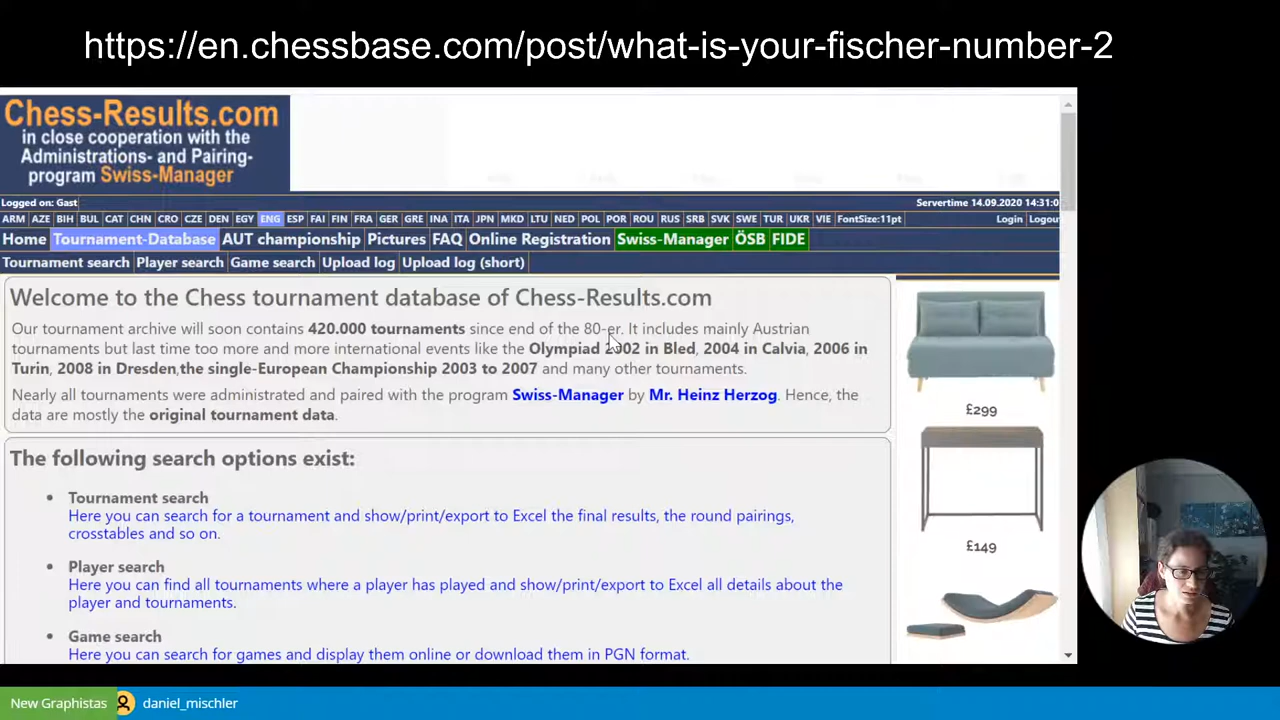 https://en.chessbase.com/post/what-is-your-fischer-number-2
Chess-Results.com
in close cooperation with the
Administrations- and Pairing-
program Swiss-Manager
Logged on: Gast
Servertime 14.09.2020 14:31:0
ARM AZE BIH BUL CAT CHN CRO CZE DEN EGY ENG ESP FAI FIN FRA GER GRE INA ITA JPN MKD LTU NED POL POR ROU RUS SRB SVK SWE TUR UKR VIE FontSize:11pt Login Logou
Home Tournament-Database AUT championship Pictures FAQ Online Registration Swiss-Manager ÖSB FIDE
Tournament search Player search Game search Upload log Upload log (short)
Welcome to the Chess tournament database of Chess-Results.com
Our tournament archive will soon contains 420.000 tournaments since end of the 80-er. It includes mainly Austrian
tournaments but last time too more and more international events like the Olympiad 2002 in Bled, 2004 in Calvia, 2006 in
Turin, 2008 in Dresden,the single-European Championship 2003 to 2007 and many other tournaments.
Nearly all tournaments were administrated and paired with the program Swiss-Manager by Mr. Heinz Herzog. Hence, the
data are mostly the original tournament data.
The following search options exist:
• Tournament search
Here you can search for a tournament and show/print/export to Excel the final results, the round pairings,
crosstables and so on.
• Player search
Here you can find all tournaments where a player has played and show/print/export to Excel all details about the
player and tournaments.
• Game search
Here you can search for games and display them online or download them in PGN format.
£299
£149
New Graphistas
daniel_mischler